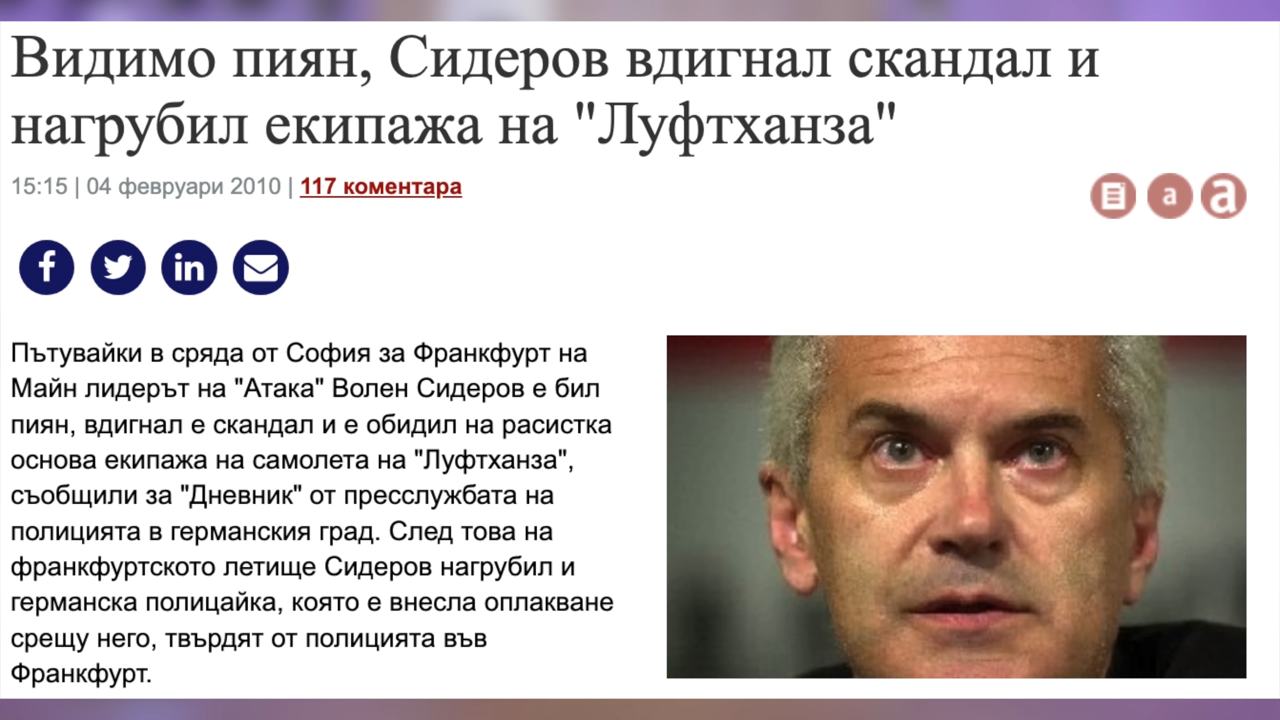 Видимо пиян, Сидеров вдигнал скандал и
нагрубил екипажа на "Луфтханза"
15:15 | 04 февруари 2010 | 117 коментара
a a
f in
Пътувайки в сряда от София за Франкфурт на
Майн лидерът на "Атака" Волен Сидеров е бил
пиян, вдигнал е скандал и е обидил на расистка
основа екипажа на самолета на "Луфтханза",
съобщили за "Дневник" от пресслужбата на
полицията в германския град. След това на
франкфуртското летище Сидеров нагрубил и
германска полицайка, която е внесла оплакване
срещу него, твърдят от полицията във
Франкфурт.